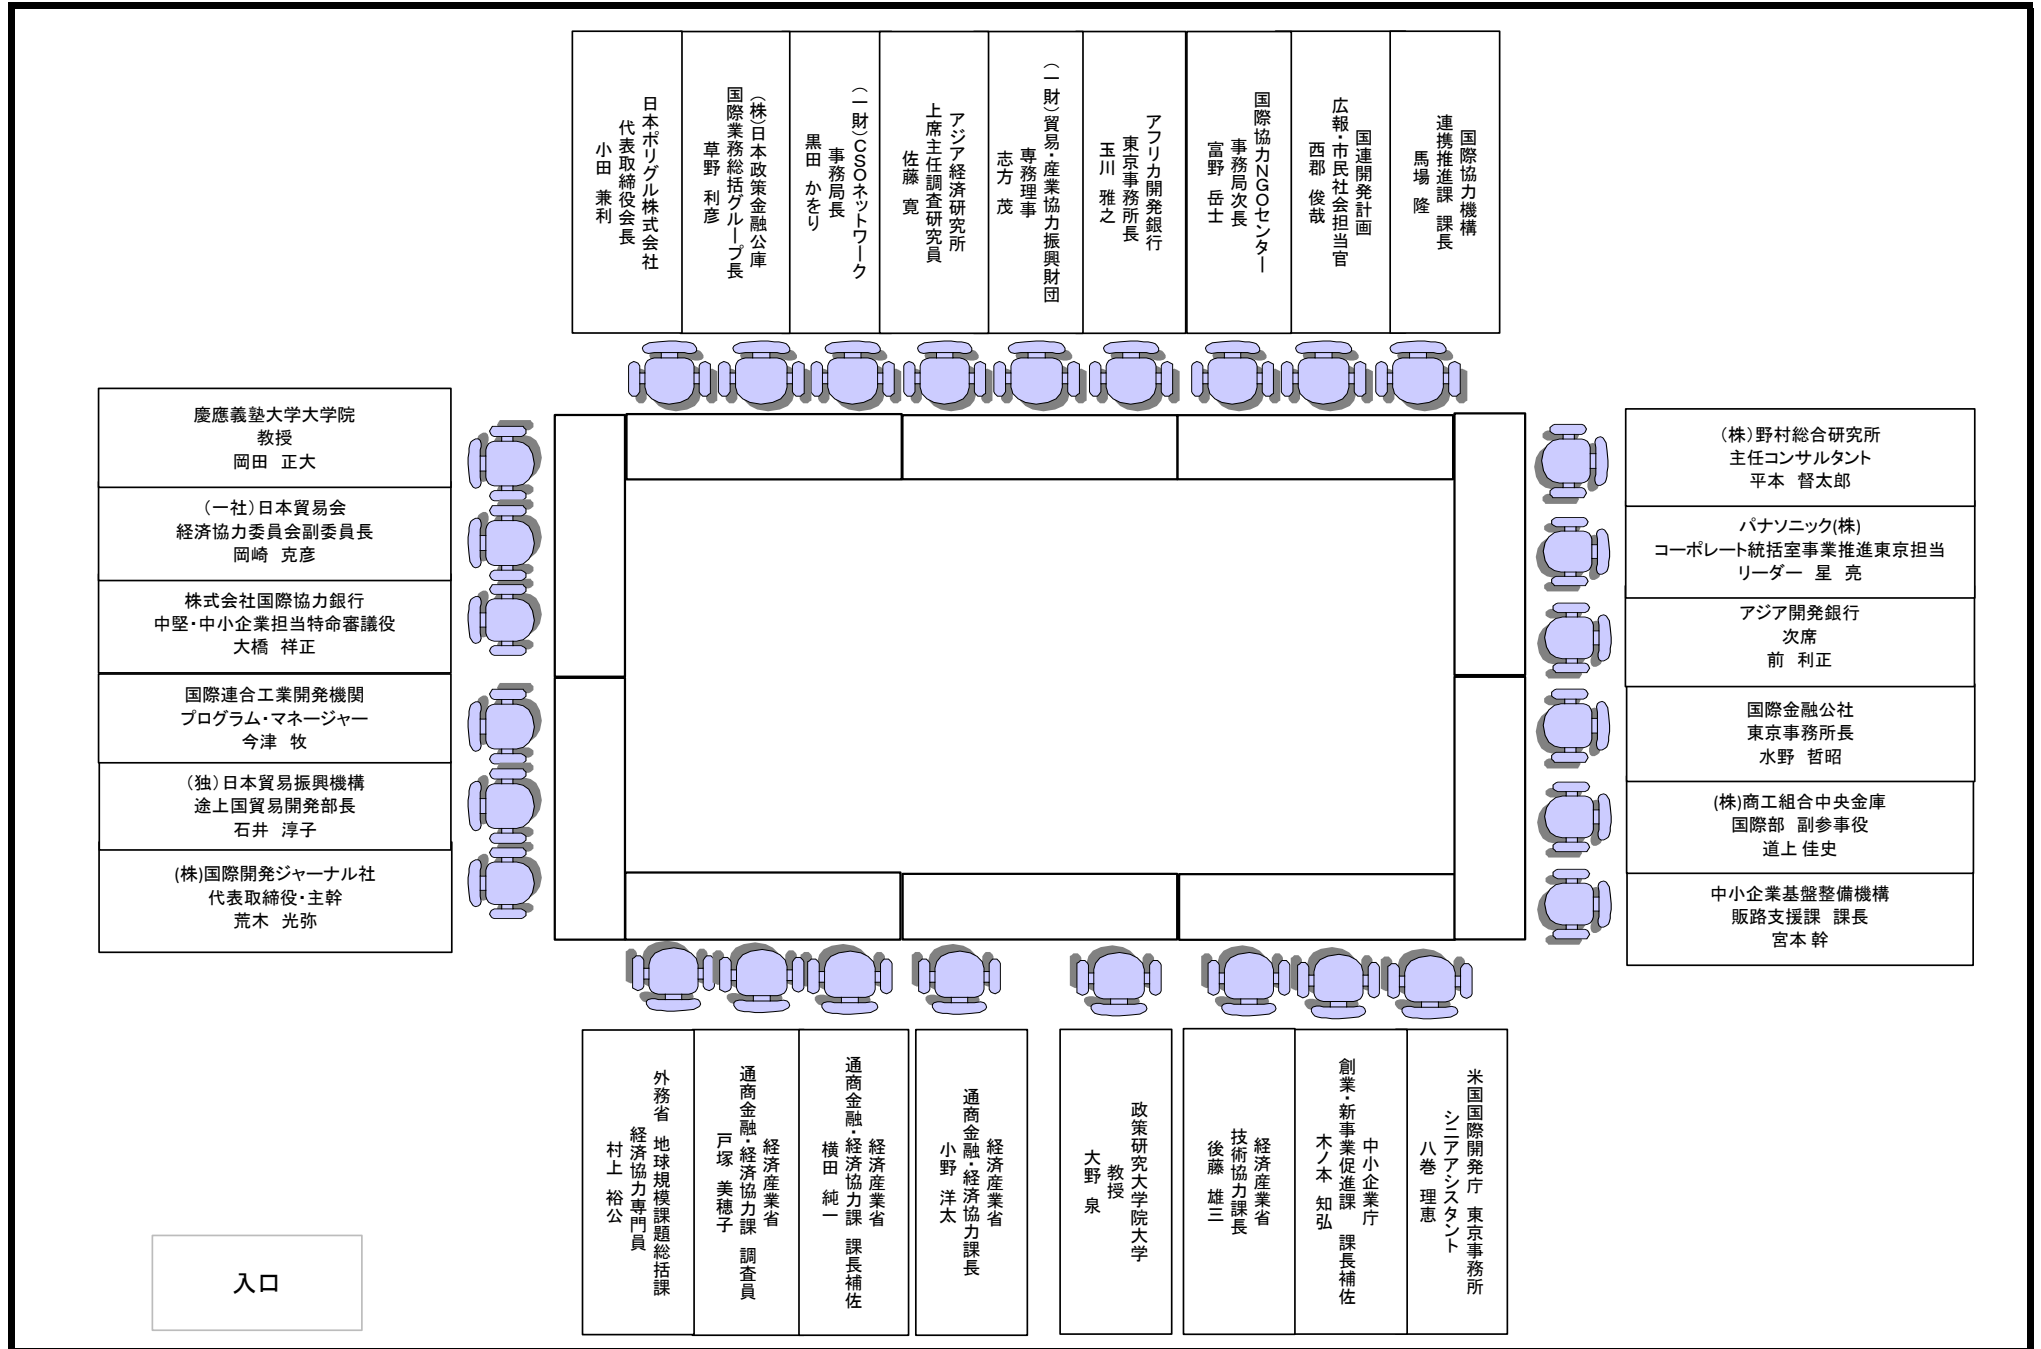 日本ポリグル株式会社
代表取締役会長
小田　兼利
(株)日本政策金融公庫
国際業務総括グループ長
草野　利彦
（一財）CSOネットワーク
事務局長
黒田　かをり
アジア経済研究所
上席主任調査研究員
佐藤　寛
（一財）貿易・産業協力振興財団
専務理事
志方　茂
アフリカ開発銀行
東京事務所長
玉川　雅之
国際協力NGOセンター
事務局次長
富野　岳士
国連開発計画
広報・市民社会担当官
西郡　俊哉
国際協力機構
連携推進課　課長
馬場　隆
慶應義塾大学大学院
教授
岡田　正大
（一社）日本貿易会
経済協力委員会副委員長
岡崎　克彦
株式会社国際協力銀行
中堅・中小企業担当特命審議役
大橋　祥正
国際連合工業開発機関
プログラム・マネージャー
今津　牧
（独）日本貿易振興機構
途上国貿易開発部長
石井　淳子
(株)国際開発ジャーナル社
代表取締役・主幹
荒木　光弥
（株）野村総合研究所
主任コンサルタント
平本　督太郎
パナソニック(株)
コーポレート統括室事業推進東京担当
リーダー　星　亮
アジア開発銀行
次席
前　利正
国際金融公社
東京事務所長
水野　哲昭
(株)商工組合中央金庫
国際部　副参事役
道上 佳史
中小企業基盤整備機構
販路支援課　課長
宮本 幹
外務省　地球規模課題総括課
経済協力専門員
村上　裕公
経済産業省
通商金融・経済協力課　調査員
戸塚　美穂子
経済産業省
通商金融・経済協力課　課長補佐
横田　純一
経済産業省
通商金融・経済協力課長
小野　洋太
政策研究大学院大学
教授
大野　泉
経済産業省
技術協力課長
後藤　雄三
中小企業庁
創業・新事業促進課　課長補佐
木ノ本　知弘
米国国際開発庁　東京事務所
シニアアシスタント
八巻　理恵
入口